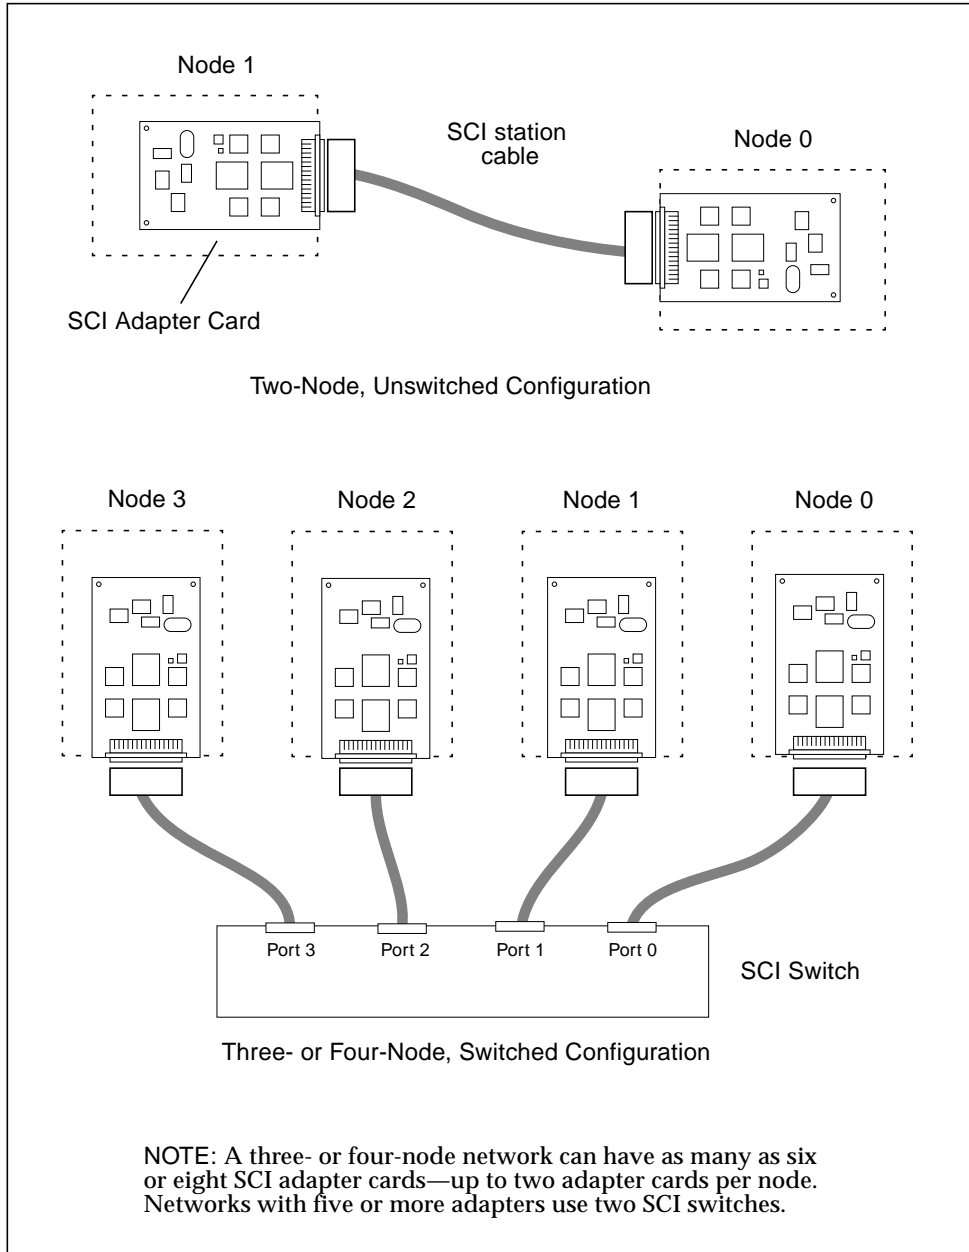 Node 1
SCI station
cable
Node 0
SCI Adapter Card
Two-Node, Unswitched Configuration
Node 3
Node 2
Node 1
Node 0
Port 3
Port 2
Port 1
Port 0
SCI Switch
Three- or Four-Node, Switched Configuration
NOTE: A three- or four-node network can have as many as six
or eight SCI adapter cards—up to two adapter cards per node.
Networks with five or more adapters use two SCI switches.